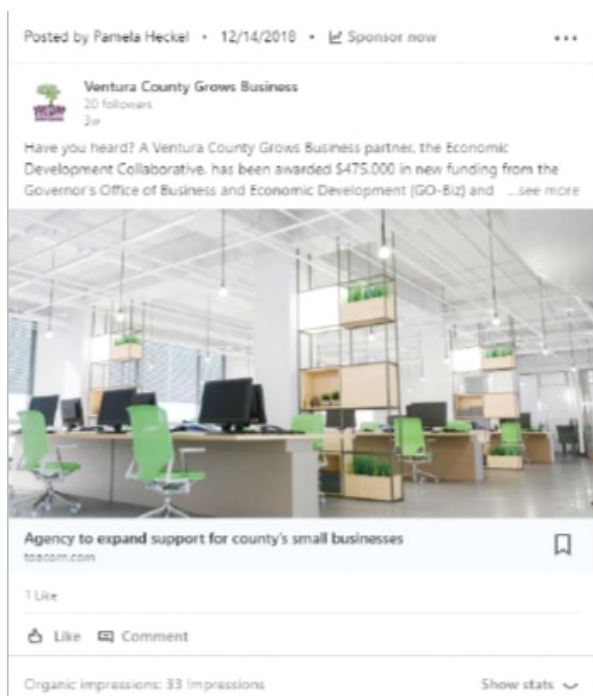 Posted by Pamela Heckel • 12/14/2018 • Sponsor now
Ventura County Grows Business
20 followers
3w
Have you heard? A Ventura County Grows Business partner, the Economic
Development Collaborative, has been awarded $475,000 in new funding from the
Governor's Office of Business and Economic Development (GO-Biz) and ...see more
Agency to expand support for county's small businesses
toacorn.com
1 Like
Like Comment
Organic impressions: 33 Impressions Show stats